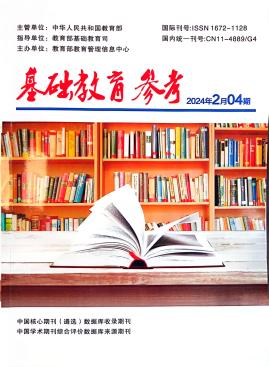 主管单位：中华人民共和国教育部
国际刊号：ISSN 1672-1128
指导单位：教育部基础教育司
国内统一刊号：CN11-4889/G4
主办单位：教育部教育管理信息中心
基础教育参考
2024年2月04期
中国核心期刊（遴选）数据库收录期刊
中国学术期刊综合评价数据库来源期刊